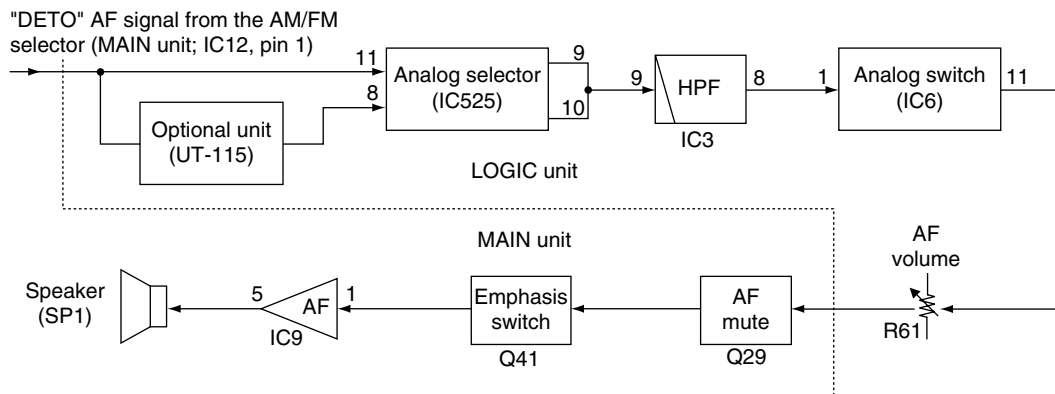 "DETO" AF signal from the AM/FM
selector (MAIN unit; IC12, pin 1)
11
8
Analog selector
(IC525)
9
10
9
HPF
8
IC3
1
Analog switch
(IC6)
11
Optional unit
(UT-115)
LOGIC unit
MAIN unit
AF
volume
R61
Speaker
(SP1)
5
AF
1
IC9
Emphasis
switch
Q41
AF
mute
Q29